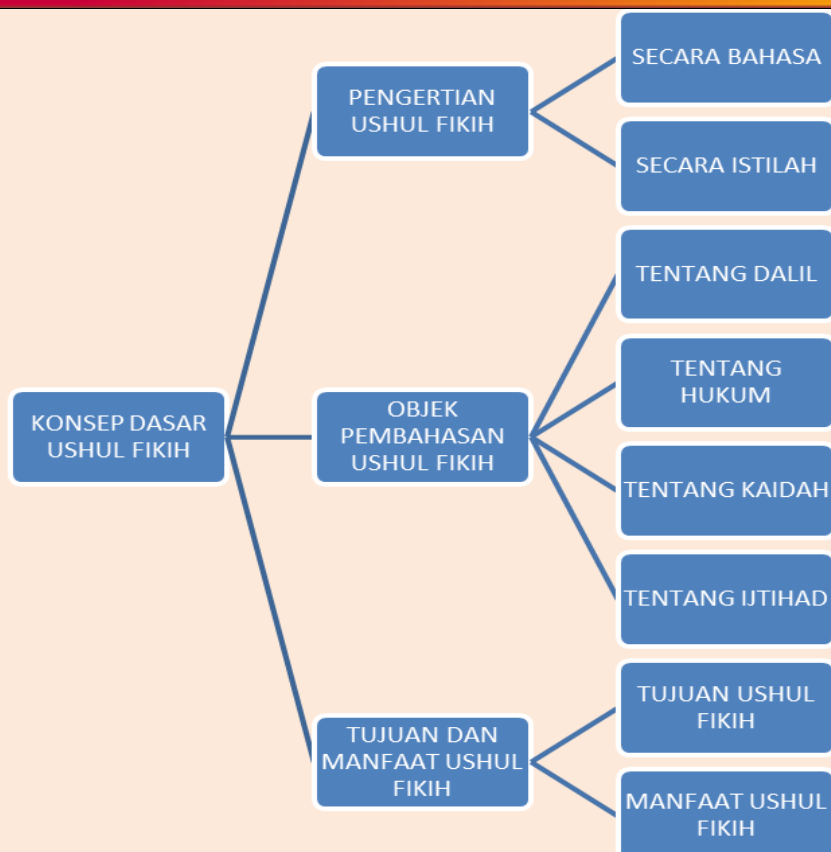 KONSEP DASAR
USHUL FIKIH
PENGERTIAN
USHUL FIKIH
SECARA BAHASA
SECARA ISTILAH
OBJEK
PEMBAHASAN
USHUL FIKIH
TENTANG DALIL
TENTANG
HUKUM
TENTANG KAIDAH
TENTANG IJTIHAD
TUJUAN DAN
MANFAAT USHUL
FIKIH
TUJUAN USHUL
FIKIH
MANFAAT USHUL
FIKIH